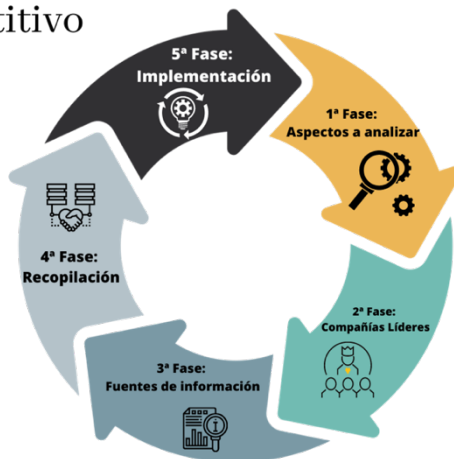 titivo
5ª Fase:
Implementación
1ª Fase:
Aspectos a analizar
2ª Fase:
Compañías Líderes
3ª Fase:
Fuentes de información
4ª Fase:
Recopilación